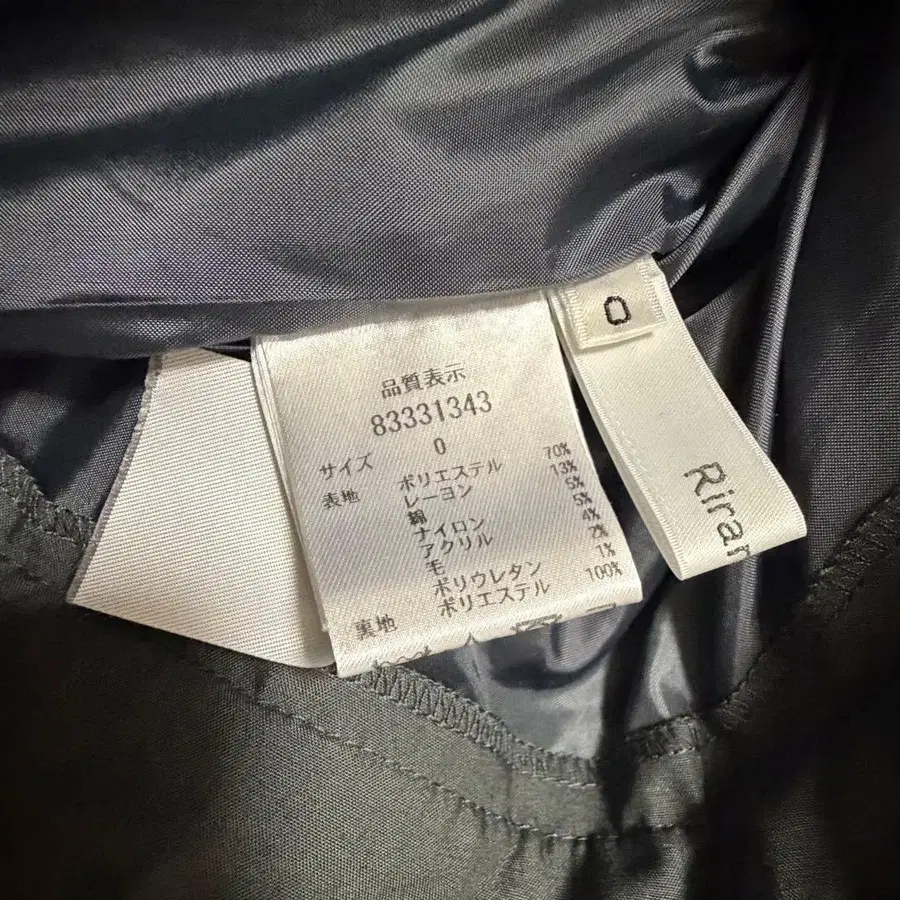 品質表示
83331343
サイズ 0
表地 ポリエステル 70%
レーヨン 13%
綿 5%
ナイロン 5%
アクリル 4%
毛 2%
ポリウレタン 1%
裏地 ポリエステル 100%
0
Riran